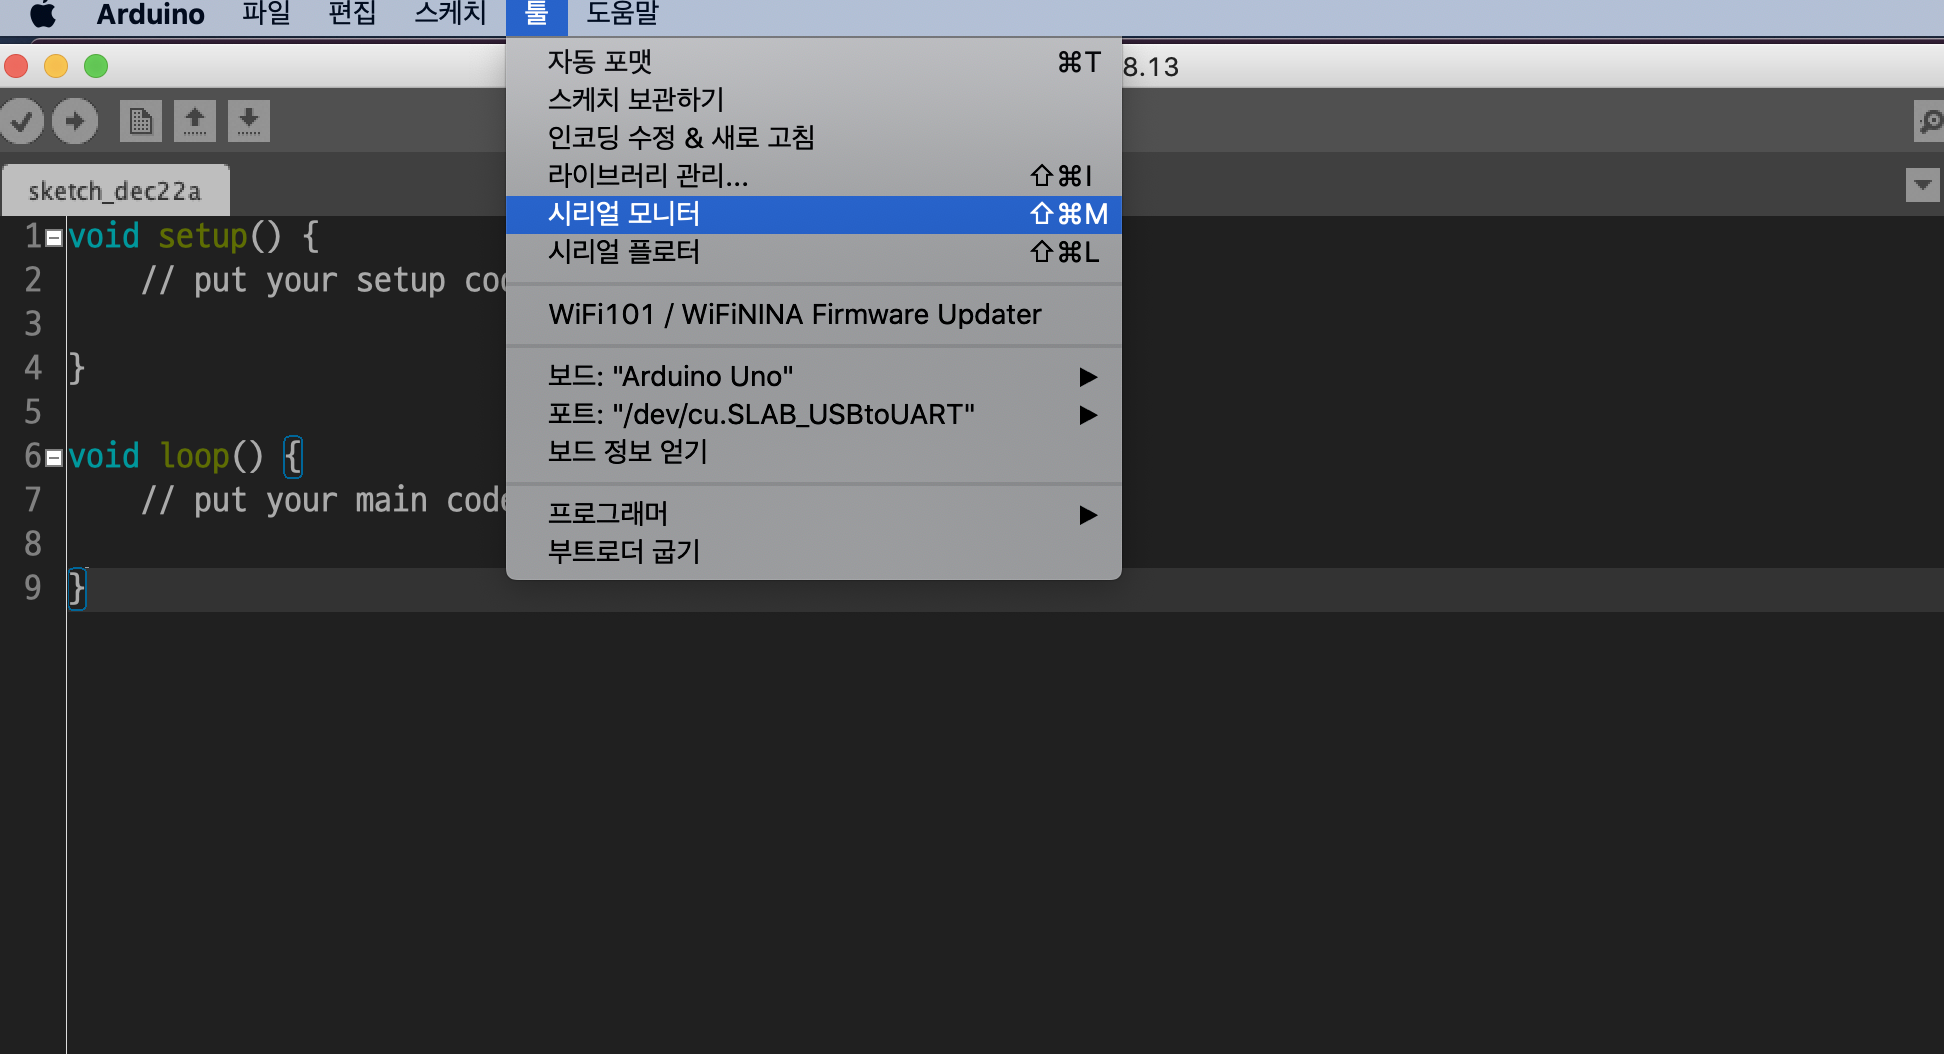 Arduino 파일 편집 스케치 툴 도움말
8.13
자동 포맷 ⌘T
스케치 보관하기
인코딩 수정 & 새로 고침
라이브러리 관리... ⇧⌘I
시리얼 모니터 ⇧⌘M
시리얼 플로터 ⇧⌘L
WiFi101 / WiFiNINA Firmware Updater
보드: "Arduino Uno" ▶
포트: "/dev/cu.SLAB_USBtoUART" ▶
보드 정보 얻기
프로그래머 ▶
부트로더 굽기
sketch_dec22a
1 void setup() {
2 // put your setup
3
4 }
5
6 void loop() {
7 // put your main code
8
9 }